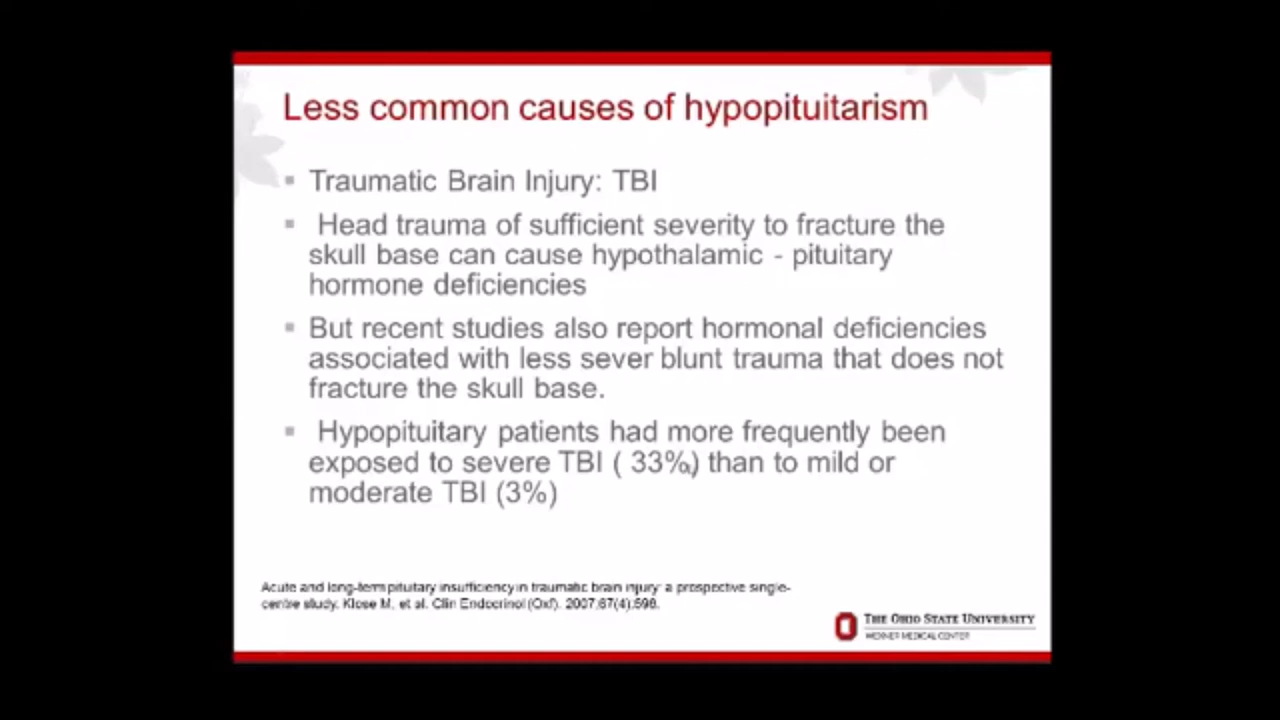 Less common causes of hypopituitarism
▪ Traumatic Brain Injury: TBI
▪ Head trauma of sufficient severity to fracture the
skull base can cause hypothalamic - pituitary
hormone deficiencies
▪ But recent studies also report hormonal deficiencies
associated with less sever blunt trauma that does not
fracture the skull base.
▪ Hypopituitary patients had more frequently been
exposed to severe TBI ( 33%) than to mild or
moderate TBI (3%)
Acute and long-term pituitary insufficiency in traumatic brain injury: a prospective single-
centre study. Klose M, et al. Clin Endocrinol (Oxf). 2007;67(4):598.
THE OHIO STATE UNIVERSITY
WEXNER MEDICAL CENTER